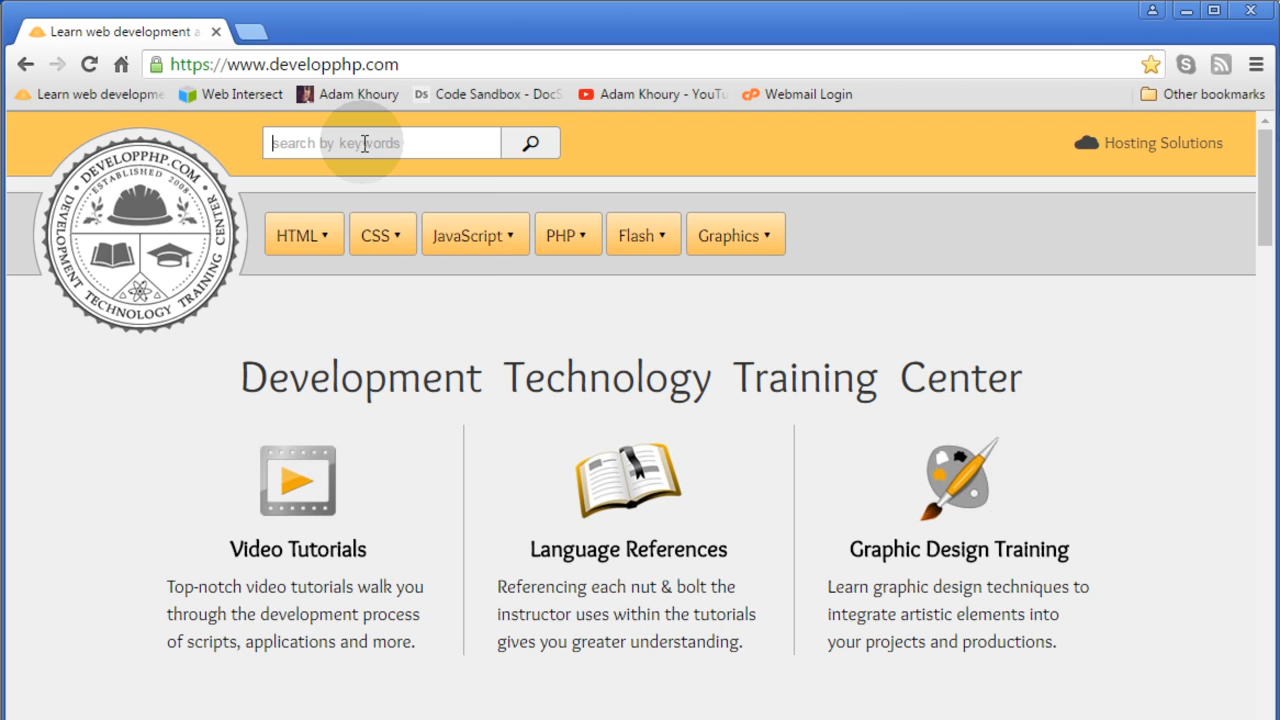 Learn web development a
https://www.developphp.com
Learn web developme
Web Intersect
Adam Khoury
Ds Code Sandbox - DocS
Adam Khoury - YouTu
cP Webmail Login
Other bookmarks
search by keywords
Hosting Solutions
DEVELOPPHP.COM
ESTABLISHED 2008
DEVELOPMENT TECHNOLOGY TRAINING CENTER
HTML▼ CSS▼ JavaScript▼ PHP▼ Flash▼ Graphics▼
Development Technology Training Center
Video Tutorials
Top-notch video tutorials walk you
through the development process
of scripts, applications and more.
Language References
Referencing each nut & bolt the
instructor uses within the tutorials
gives you greater understanding.
Graphic Design Training
Learn graphic design techniques to
integrate artistic elements into
your projects and productions.